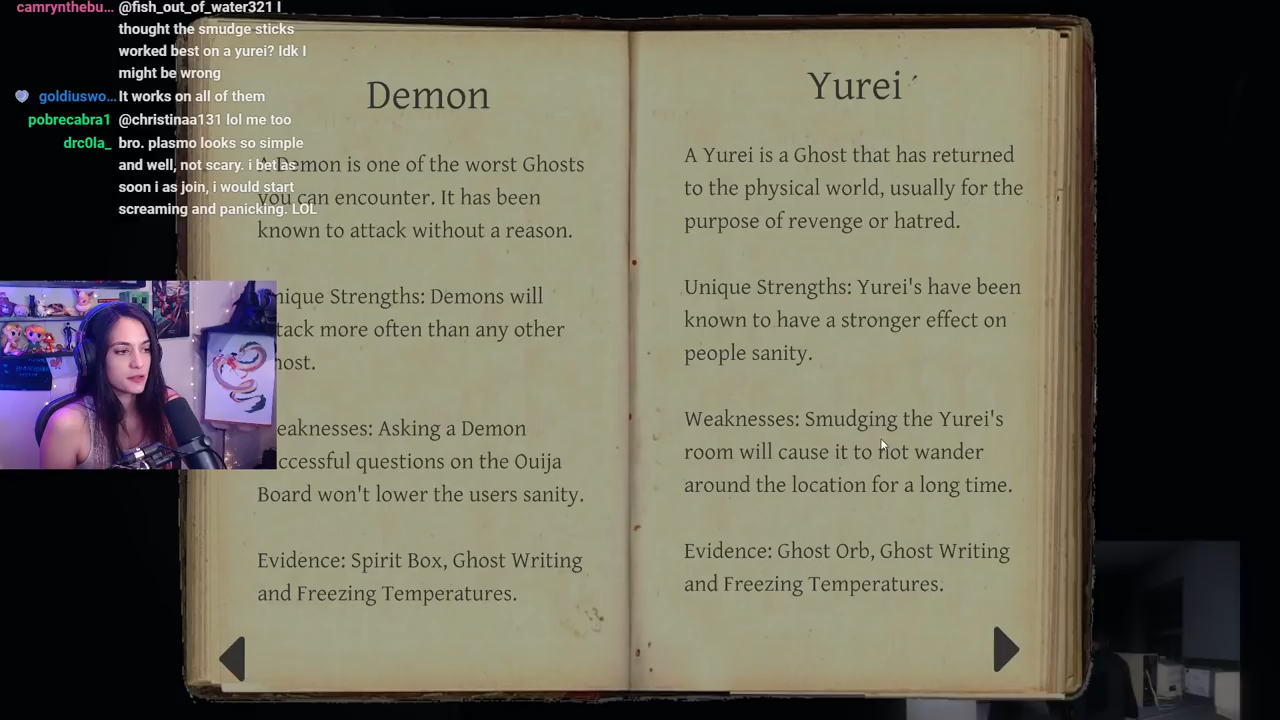 camrynthebu... @fish_out_of_water321 I
thought the smudge sticks
worked best on a yurei? Idk I
might be wrong
goldiuswo... It works on all of them
pobrecabra1 @christinaa131 lol me too
drc0la_ bro. plasmo looks so simple
and well, not scary. i bet as
soon i as join, i would start
screaming and panicking. LOL
Demon
A Demon is one of the worst Ghosts
you can encounter. It has been
known to attack without a reason.
nique Strengths: Demons will
tack more often than any other
host.
eaknesses: Asking a Demon
ccessful questions on the Ouija
Board won't lower the users sanity.
Evidence: Spirit Box, Ghost Writing
and Freezing Temperatures.
Yurei
A Yurei is a Ghost that has returned
to the physical world, usually for the
purpose of revenge or hatred.
Unique Strengths: Yurei's have been
known to have a stronger effect on
people sanity.
Weaknesses: Smudging the Yurei's
room will cause it to not wander
around the location for a long time.
Evidence: Ghost Orb, Ghost Writing
and Freezing Temperatures.